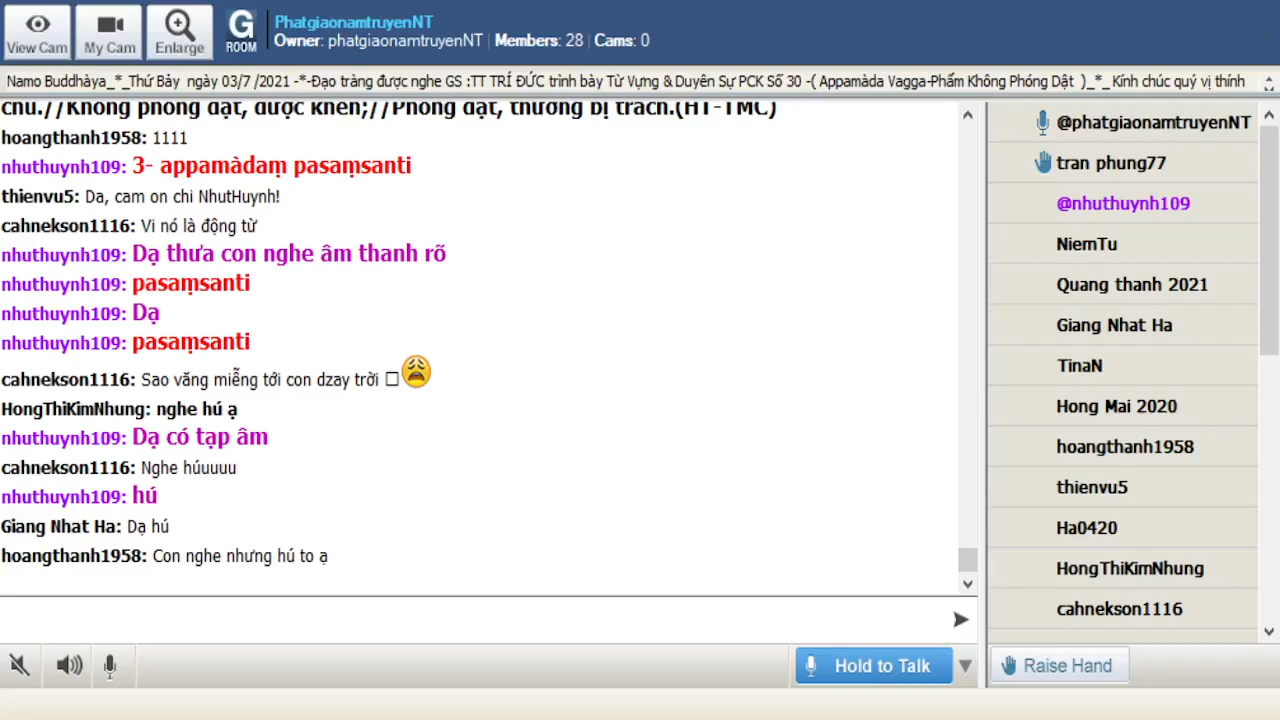 View Cam
My Cam
Enlarge
G
ROOM
PhatgiaonamtruyenNT
Owner: phatgiaonamtruyenNT | Members: 28 | Cams: 0
Namo Buddhàya_*_Thứ Bảy ngày 03/7 /2021 -*-Đạo tràng được nghe GS :TT TRÍ ĐỨC trình bày Từ Vựng & Duyên Sự PCK Số 30 -( Appamàda Vagga-Phẩm Không Phóng Dật )_*_ Kính chúc quý vị thính
chú.//Không phóng dật, được khen;//Phóng dật, thường bị trách.(HT-TMC)
hoangthanh1958: 1111
nhuthuynh109: 3- appamàdaṃ pasaṃsanti
thienvu5: Da, cam on chi NhutHuynh!
cahnekson1116: Vi nó là động từ
nhuthuynh109: Dạ thưa con nghe âm thanh rõ
nhuthuynh109: pasaṃsanti
nhuthuynh109: Dạ
nhuthuynh109: pasaṃsanti
cahnekson1116: Sao văng miễng tới con dzay trời
HongThiKimNhung: nghe hú ạ
nhuthuynh109: Dạ có tạp âm
cahnekson1116: Nghe húuuuu
nhuthuynh109: hú
Giang Nhat Ha: Dạ hú
hoangthanh1958: Con nghe nhưng hú to ạ
Hold to Talk
@phatgiaonamtruyenNT
tran phung77
@nhuthuynh109
NiemTu
Quang thanh 2021
Giang Nhat Ha
TinaN
Hong Mai 2020
hoangthanh1958
thienvu5
Ha0420
HongThiKimNhung
cahnekson1116
Raise Hand